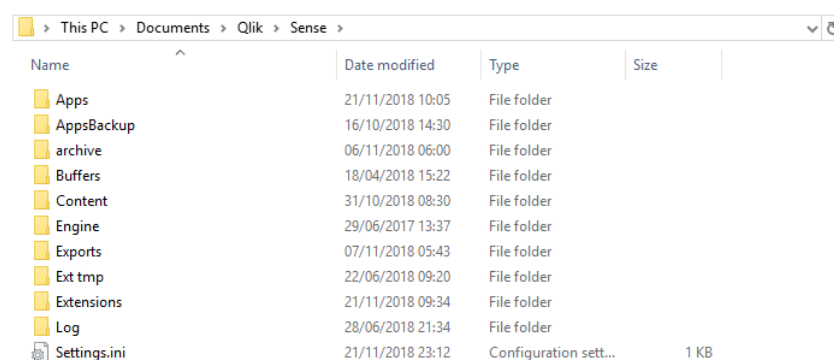 This PC > Documents > Qlik > Sense >
Name Date modified Type Size
Apps 21/11/2018 10:05 File folder
AppsBackup 16/10/2018 14:30 File folder
archive 06/11/2018 06:00 File folder
Buffers 18/04/2018 15:22 File folder
Content 31/10/2018 08:30 File folder
Engine 29/06/2017 13:37 File folder
Exports 07/11/2018 05:43 File folder
Ext tmp 22/06/2018 09:20 File folder
Extensions 21/11/2018 09:34 File folder
Log 28/06/2018 21:34 File folder
Settings.ini 21/11/2018 23:12 Configuration sett... 1 KB